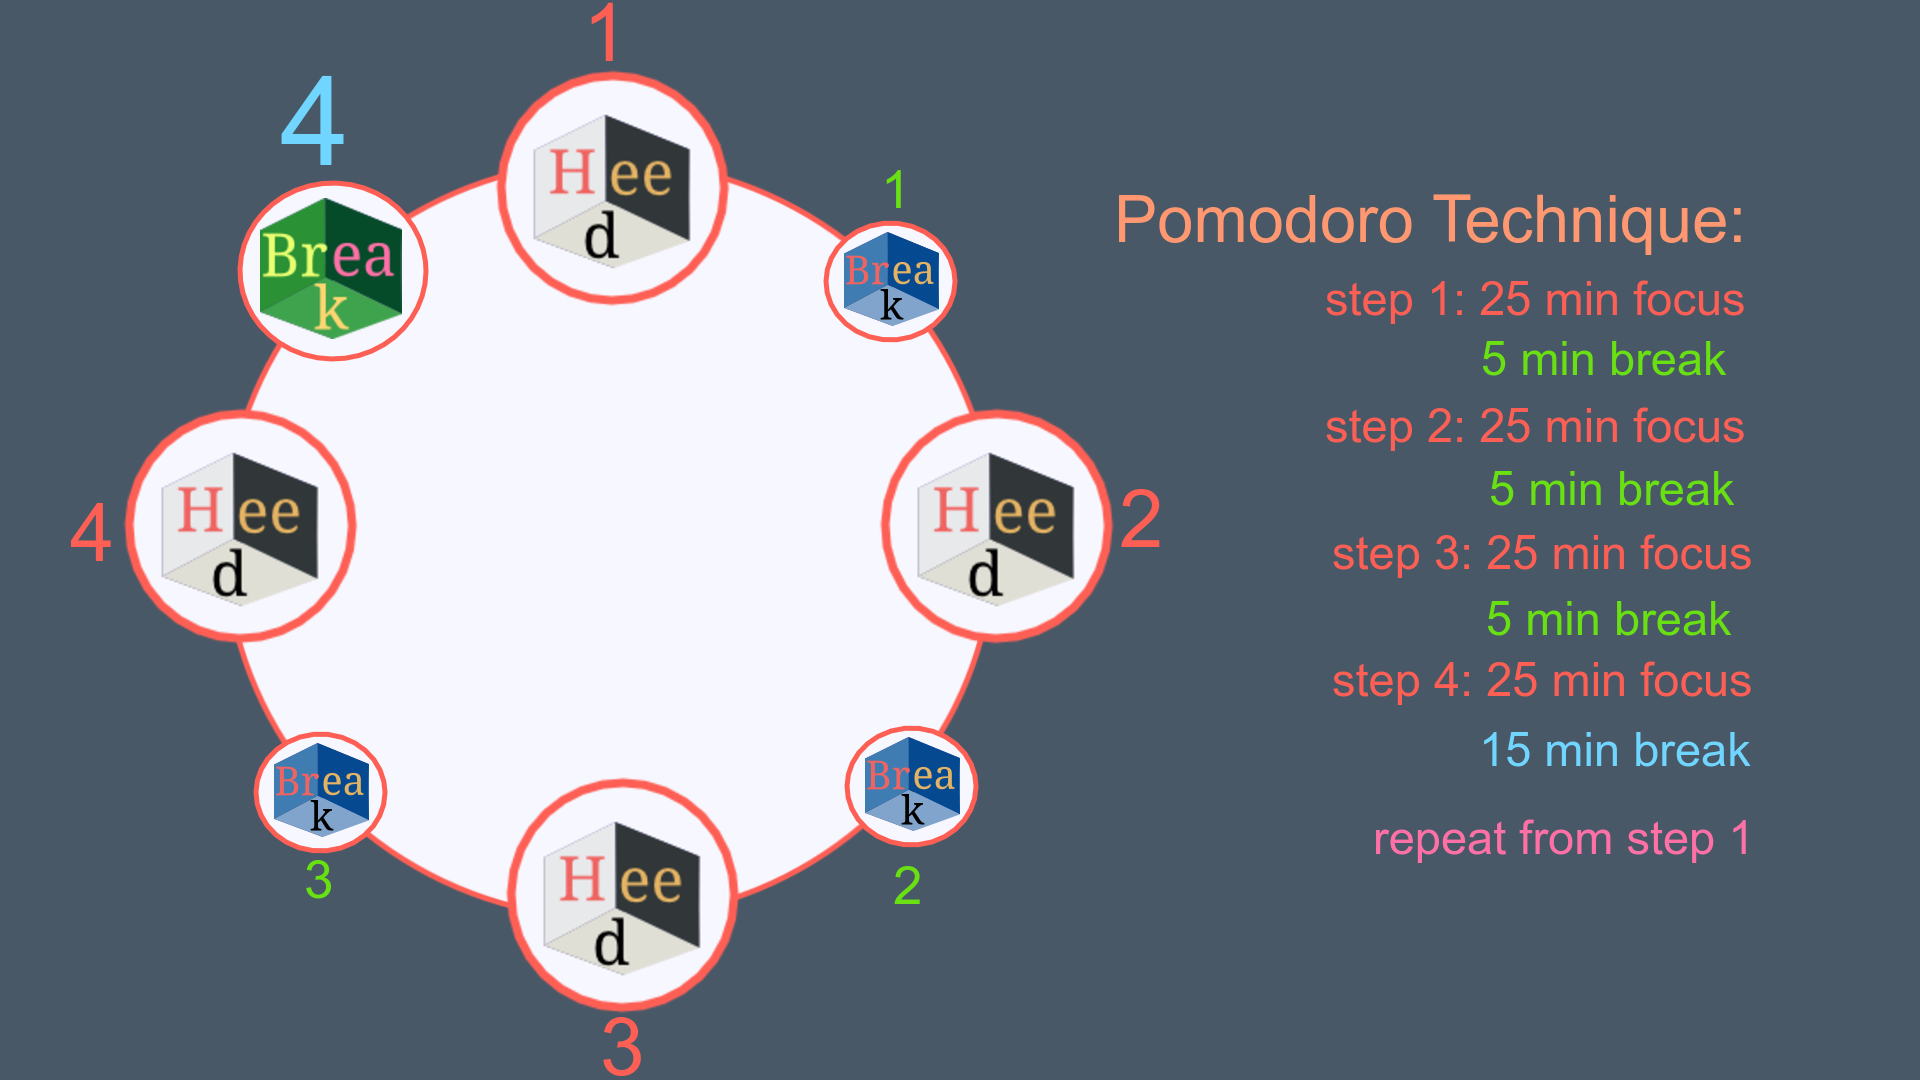 1
4
Hee
d
1
Brea
k
Brea
k
4
Hee
d
Hee
d
2
Brea
k
3
Brea
k
2
Hee
d
3
Pomodoro Technique:
step 1: 25 min focus
5 min break
step 2: 25 min focus
5 min break
step 3: 25 min focus
5 min break
step 4: 25 min focus
15 min break
repeat from step 1